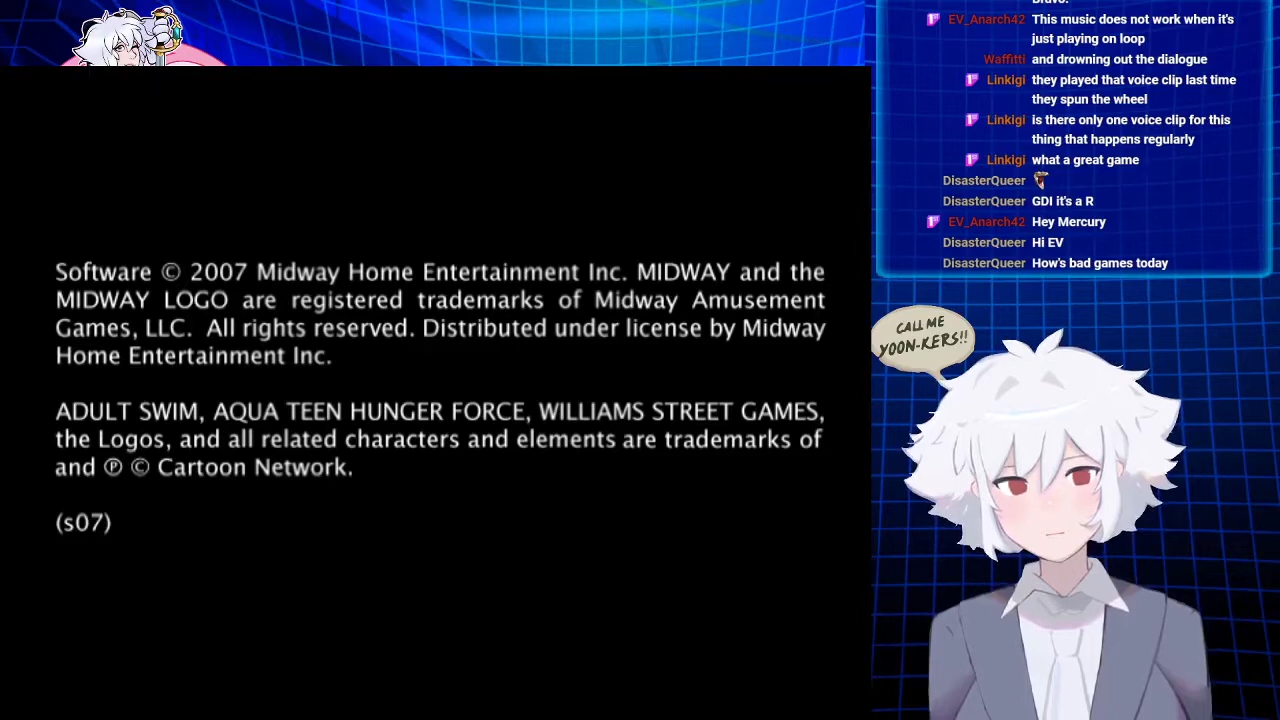 Software © 2007 Midway Home Entertainment Inc. MIDWAY and the
MIDWAY LOGO are registered trademarks of Midway Amusement
Games, LLC. All rights reserved. Distributed under license by Midway
Home Entertainment Inc.
ADULT SWIM, AQUA TEEN HUNGER FORCE, WILLIAMS STREET GAMES,
the Logos, and all related characters and elements are trademarks of
and ℗ © Cartoon Network.
(s07)
Bravo.
EV_Anarch42 This music does not work when it's
just playing on loop
Waffitti and drowning out the dialogue
Linkigi they played that voice clip last time
they spun the wheel
Linkigi is there only one voice clip for this
thing that happens regularly
Linkigi what a great game
DisasterQueer
DisasterQueer GDI it's a R
EV_Anarch42 Hey Mercury
DisasterQueer Hi EV
DisasterQueer How's bad games today
CALL ME
YOON-KERS!!